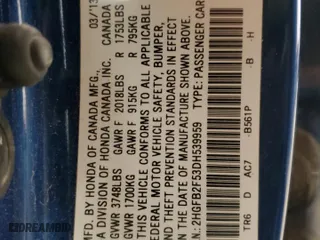 MFD. BY HONDA OF CANADA MFG., 03/13
A DIVISION OF HONDA CANADA INC. CANADA
GVWR 3748LBS GAWR F 2018LBS R 1753LBS
GVWR 1700KG GAWR F 915KG R 795KG
THIS VEHICLE CONFORMS TO ALL APPLICABLE
FEDERAL MOTOR VEHICLE SAFETY, BUMPER,
AND THEFT PREVENTION STANDARDS IN EFFECT
ON THE DATE OF MANUFACTURE SHOWN ABOVE.
2HGFB2F53DH539959 TYPE: PASSENGER CAR
TR6 D AC7 -B561P -B -H